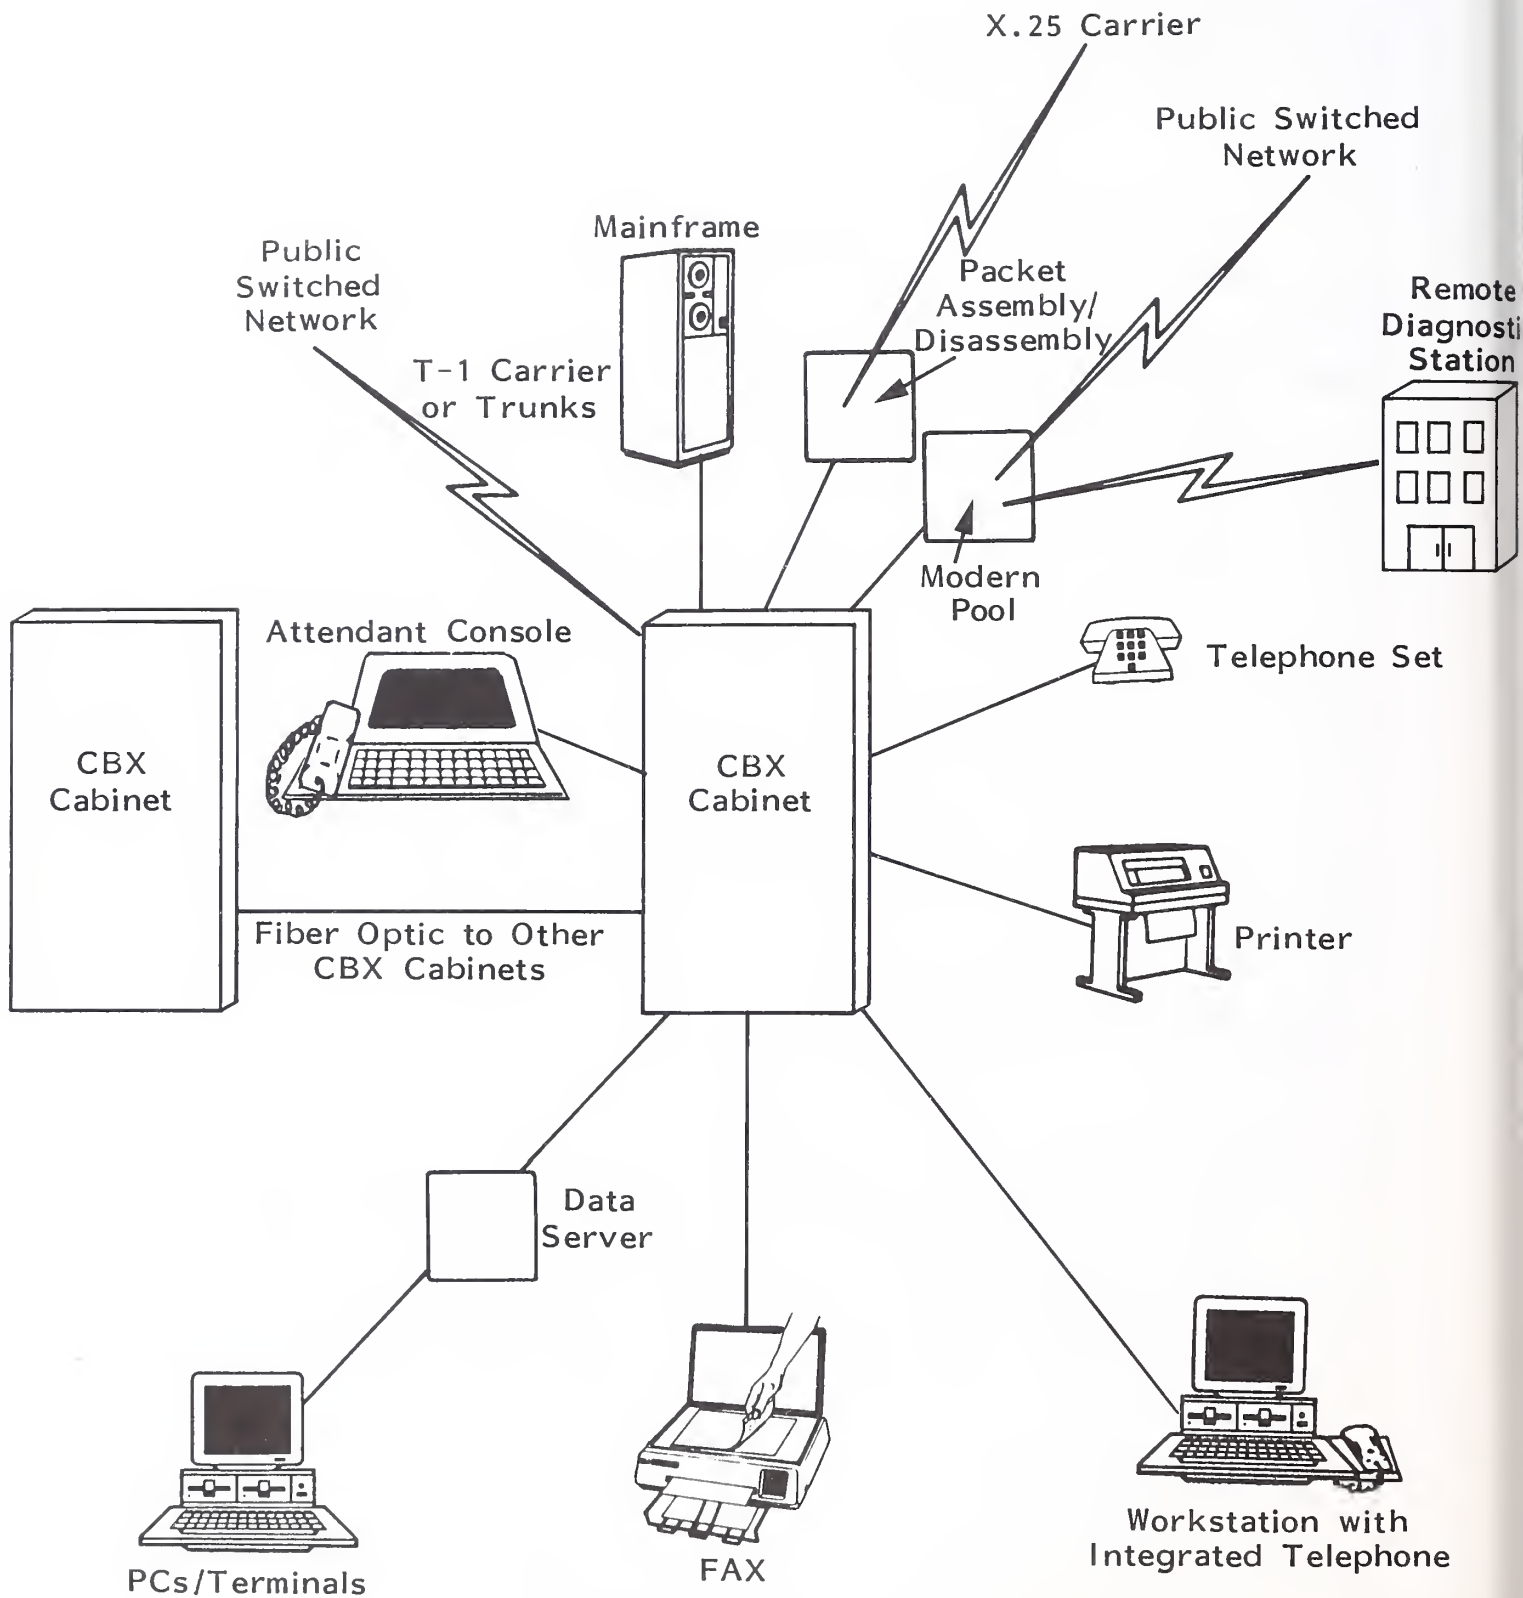 X.25 Carrier
Public Switched
Network
Mainframe
Public
Switched
Network
Packet
Assembly/
Disassembly
Remote
Diagnosti
Station
T-1 Carrier
or Trunks
Modern
Pool
Attendant Console
Telephone Set
CBX
Cabinet
CBX
Cabinet
Fiber Optic to Other
CBX Cabinets
Printer
Data
Server
Workstation with
Integrated Telephone
FAX
PCs/Terminals